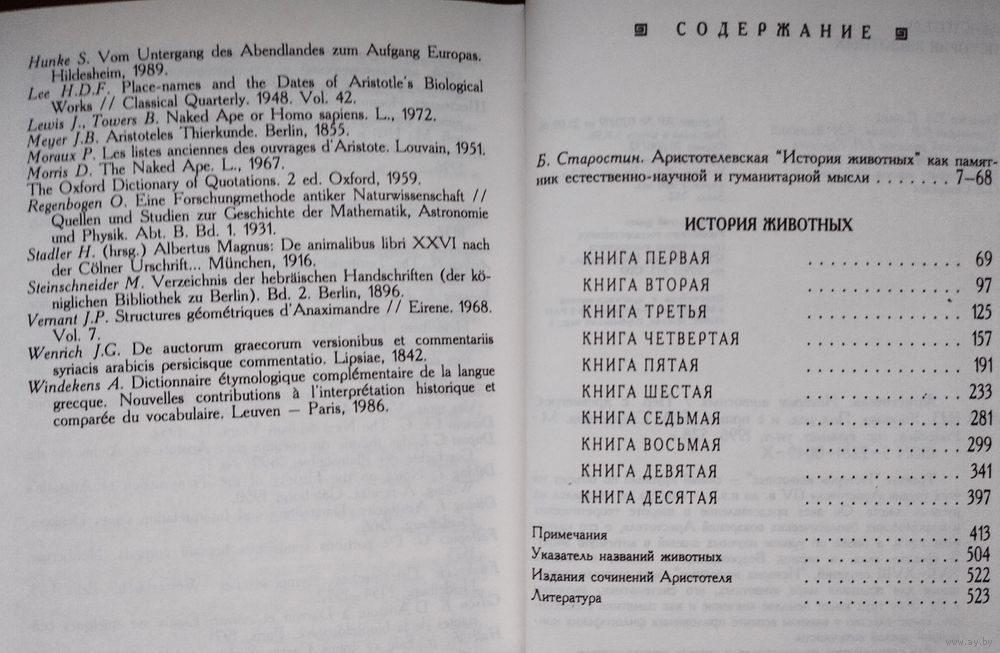 Hunke S. Vom Untergang des Abendlandes zum Aufgang Europas.
Hildesheim, 1989.
Lee H.D.F. Place-names and the Dates of Aristotle's Biological
Works // Classical Quarterly. 1948. Vol. 42.
Lewis J., Towers B. Naked Ape or Homo sapiens. L., 1972.
Meyer J.B. Aristoteles Thierkunde. Berlin, 1855.
Moraux P. Les listes anciennes des ouvrages d'Aristote. Louvain, 1951.
Morris D. The Naked Ape. L., 1967.
The Oxford Dictionary of Quotations. 2 ed. Oxford, 1959.
Regenbogen O. Eine Forschungmethode antiker Naturwissenschaft //
Quellen und Studien zur Geschichte der Mathematik, Astronomie
und Physik. Abt. B. Bd. 1. 1931.
Stadler H. (hrsg.) Albertus Magnus: De animalibus libri XXVI nach
der Cölner Urschrift... München, 1916.
Steinschneider M. Verzeichnis der hebräischen Handschriften (der kö-
niglichen Bibliothek zu Berlin). Bd. 2. Berlin, 1896.
Vernant J.P. Structures géométriques d'Anaximandre // Eirene. 1968.
Vol. 7.
Wenrich J.G. De auctorum graecorum versionibus et commentariis
syriacis arabicis persicisque commentatio. Lipsiae, 1842.
Windekens A. Dictionnaire étymologique complémentaire de la langue
grecque. Nouvelles contributions à l'interprétation historique et
comparée du vocabulaire. Leuven — Paris, 1986.
СОДЕРЖАНИЕ
Б. Старостин. Аристотелевская "История животных" как памят-
ник естественно-научной и гуманитарной мысли . . . . . . . . 7—68
ИСТОРИЯ ЖИВОТНЫХ
КНИГА ПЕРВАЯ . . . . . . . . . . . . 69
КНИГА ВТОРАЯ . . . . . . . . . . . . 97
КНИГА ТРЕТЬЯ . . . . . . . . . . . . 125
КНИГА ЧЕТВЕРТАЯ . . . . . . . . . . . . 157
КНИГА ПЯТАЯ . . . . . . . . . . . . 191
КНИГА ШЕСТАЯ . . . . . . . . . . . . 233
КНИГА СЕДЬМАЯ . . . . . . . . . . . . 281
КНИГА ВОСЬМАЯ . . . . . . . . . . . . 299
КНИГА ДЕВЯТАЯ . . . . . . . . . . . . 341
КНИГА ДЕСЯТАЯ . . . . . . . . . . . . 397
Примечания . . . . . . . . . . . . 413
Указатель названий животных . . . . . . . . . . . . 504
Издания сочинений Аристотеля . . . . . . . . . . . . 522
Литература . . . . . . . . . . . . 523
www.ay.by